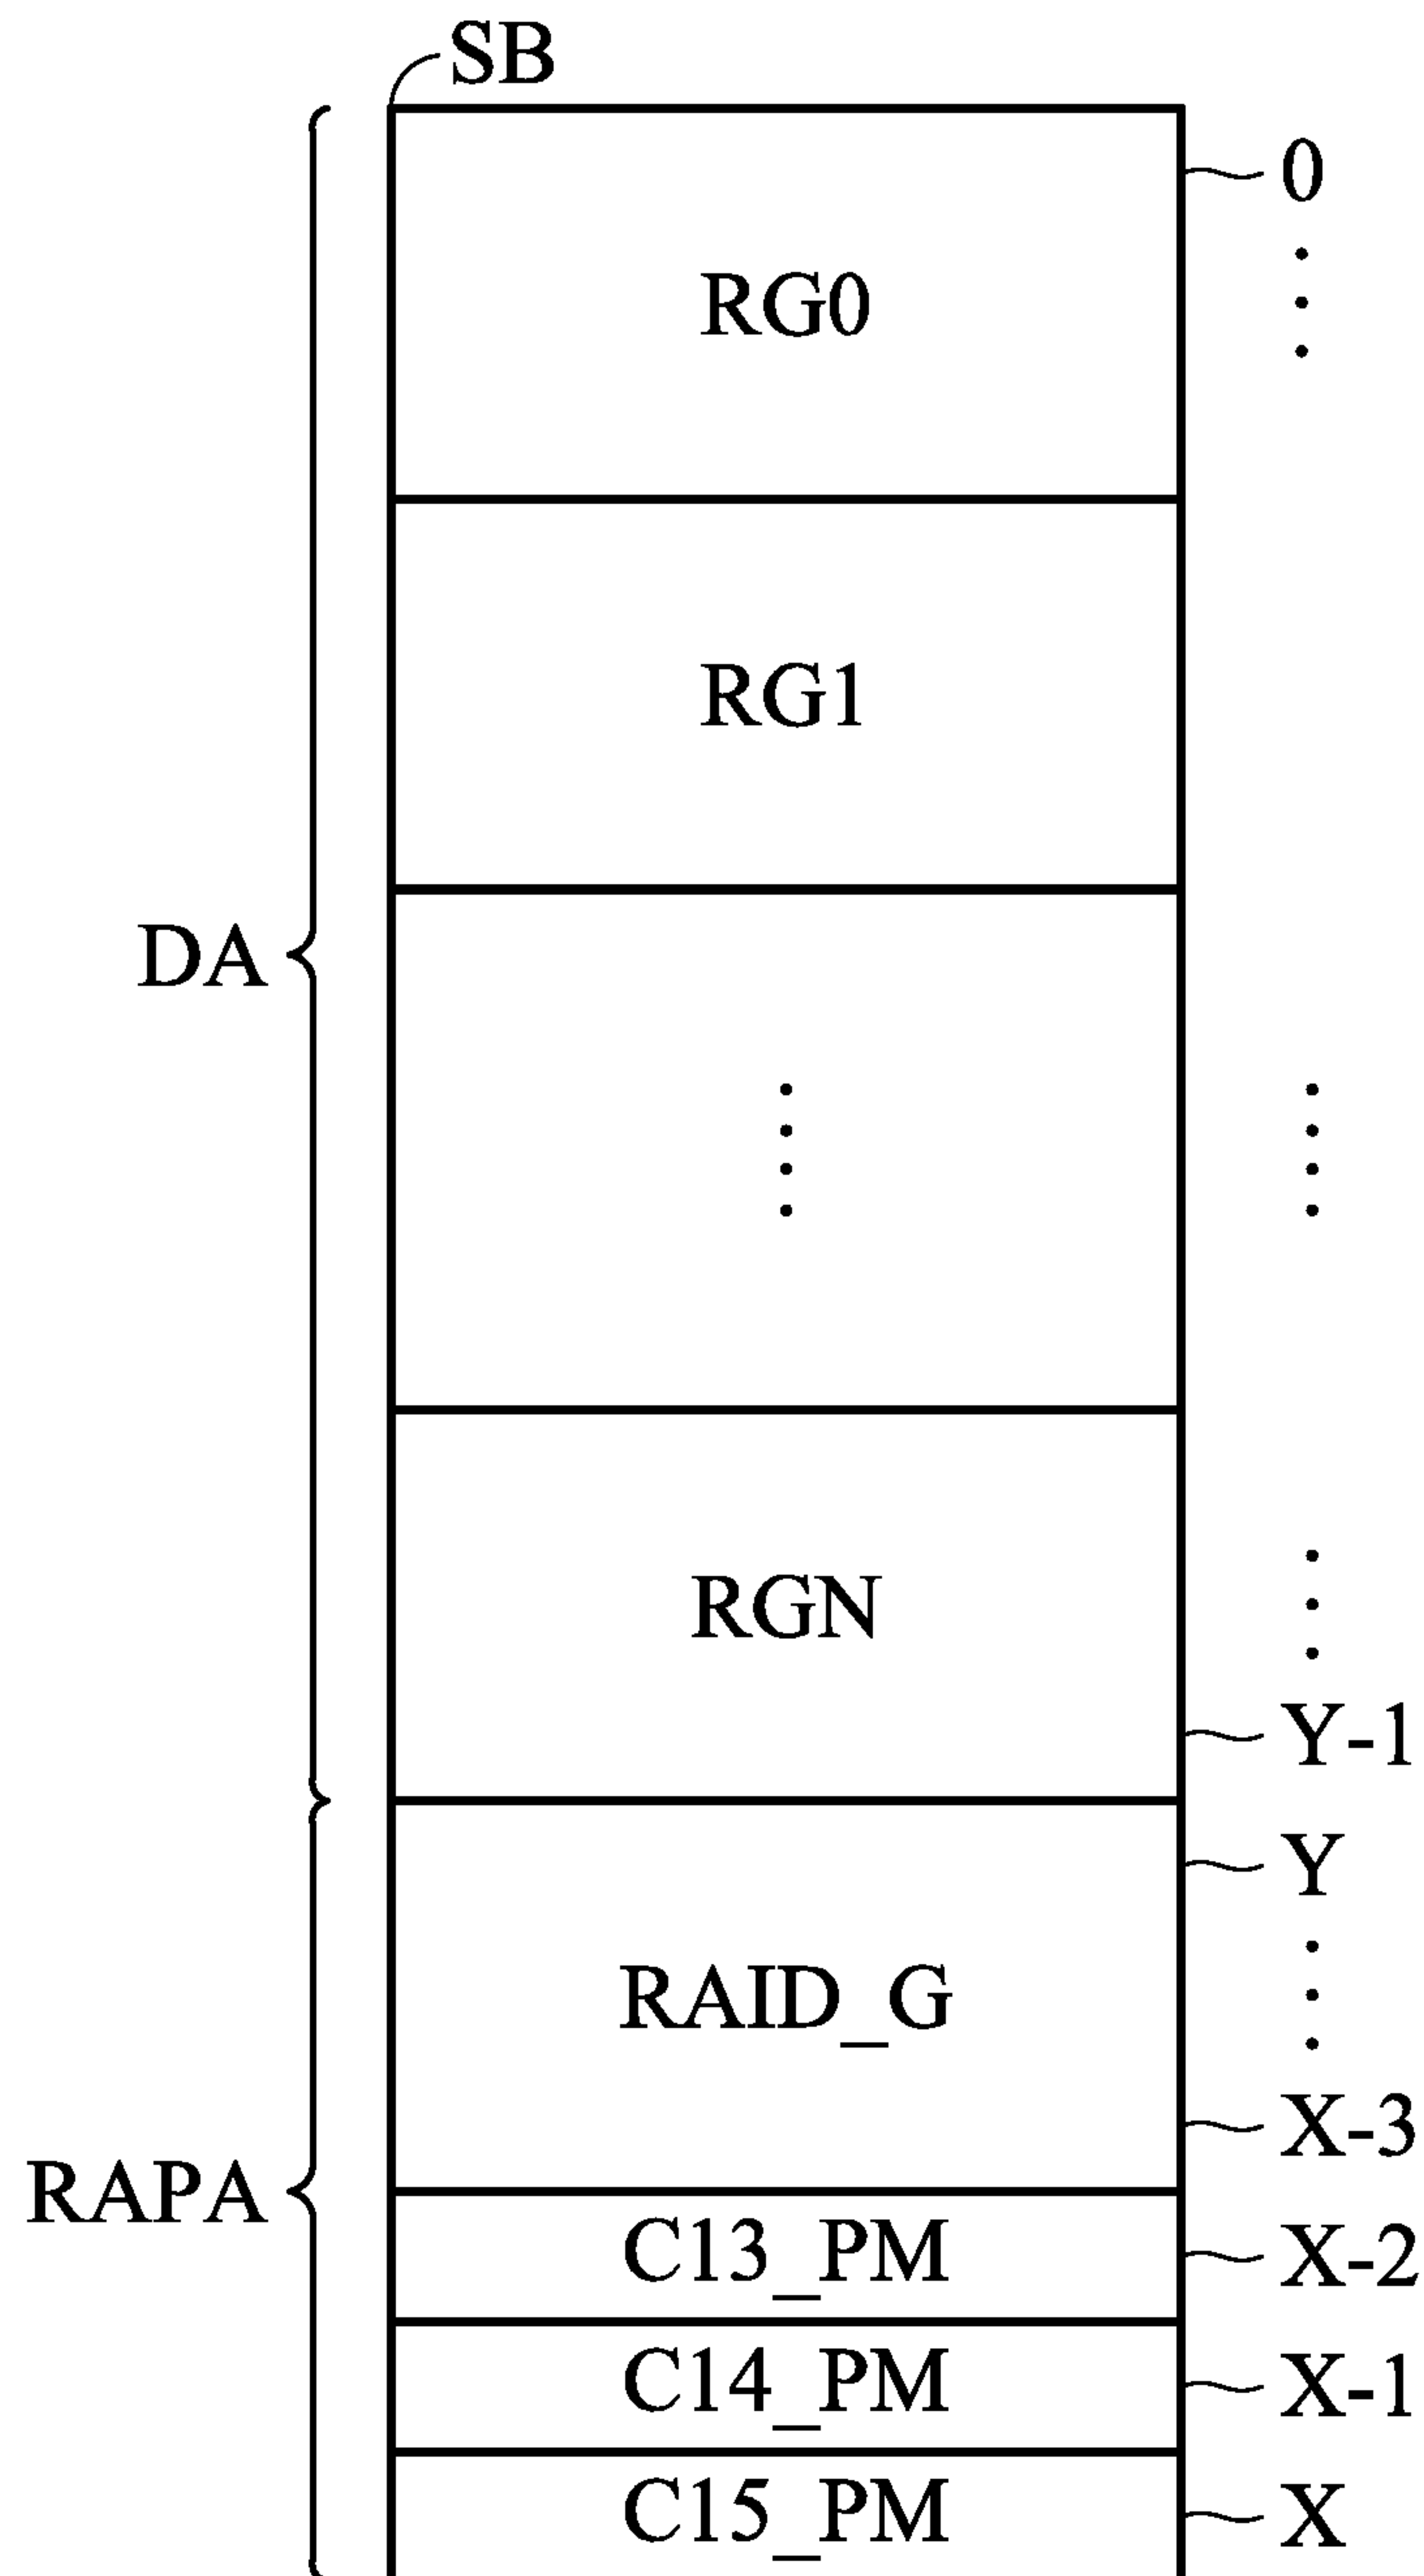 SB
0
RG0
RG1
DA
RGN
Y-1
Y
RAID_G
X-3
RAPA
C13_PM
X-2
C14_PM
X-1
C15_PM
X